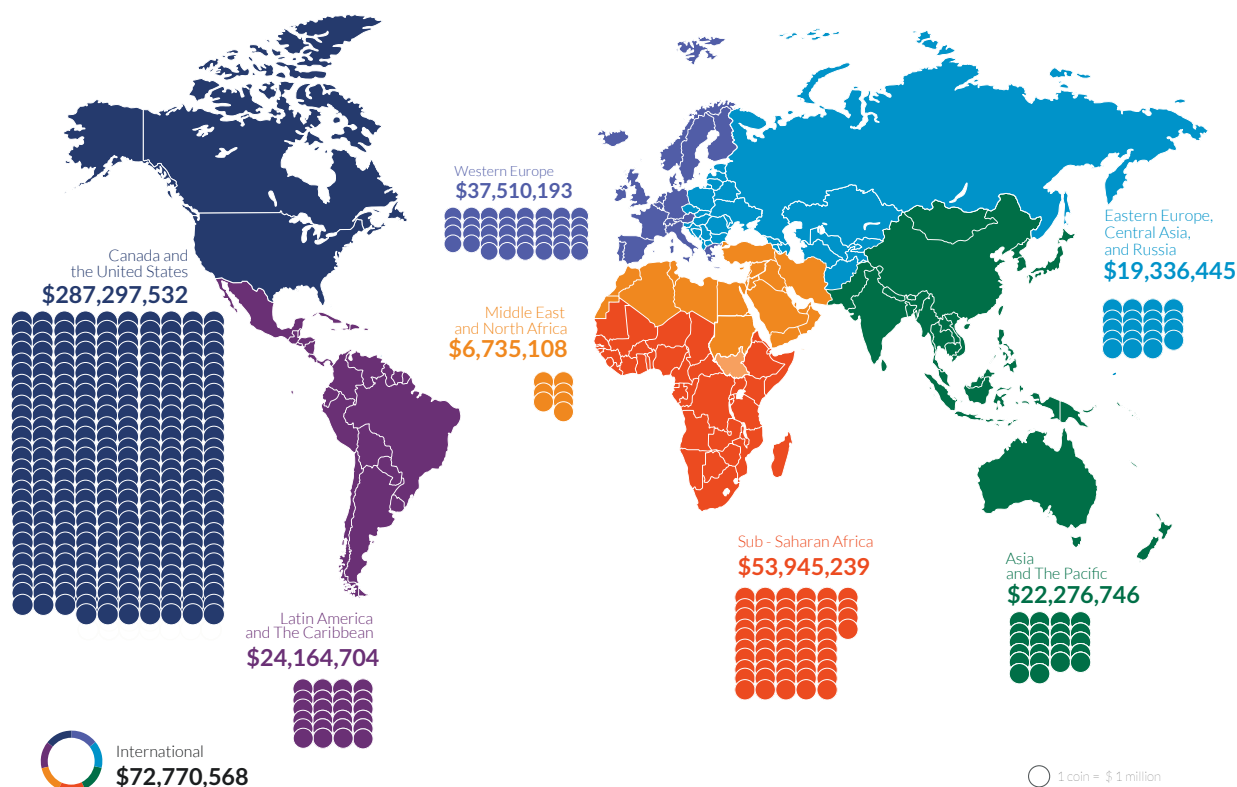 Western Europe
$37,510,193
Eastern Europe,
Central Asia,
and Russia
$19,336,445
Canada and
the United States
$287,297,532
Middle East
and North Africa
$6,735,108
Sub - Saharan Africa
$53,945,239
Asia
and The Pacific
$22,276,746
Latin America
and The Caribbean
$24,164,704
International
$72,770,568
1 coin = $ 1 million